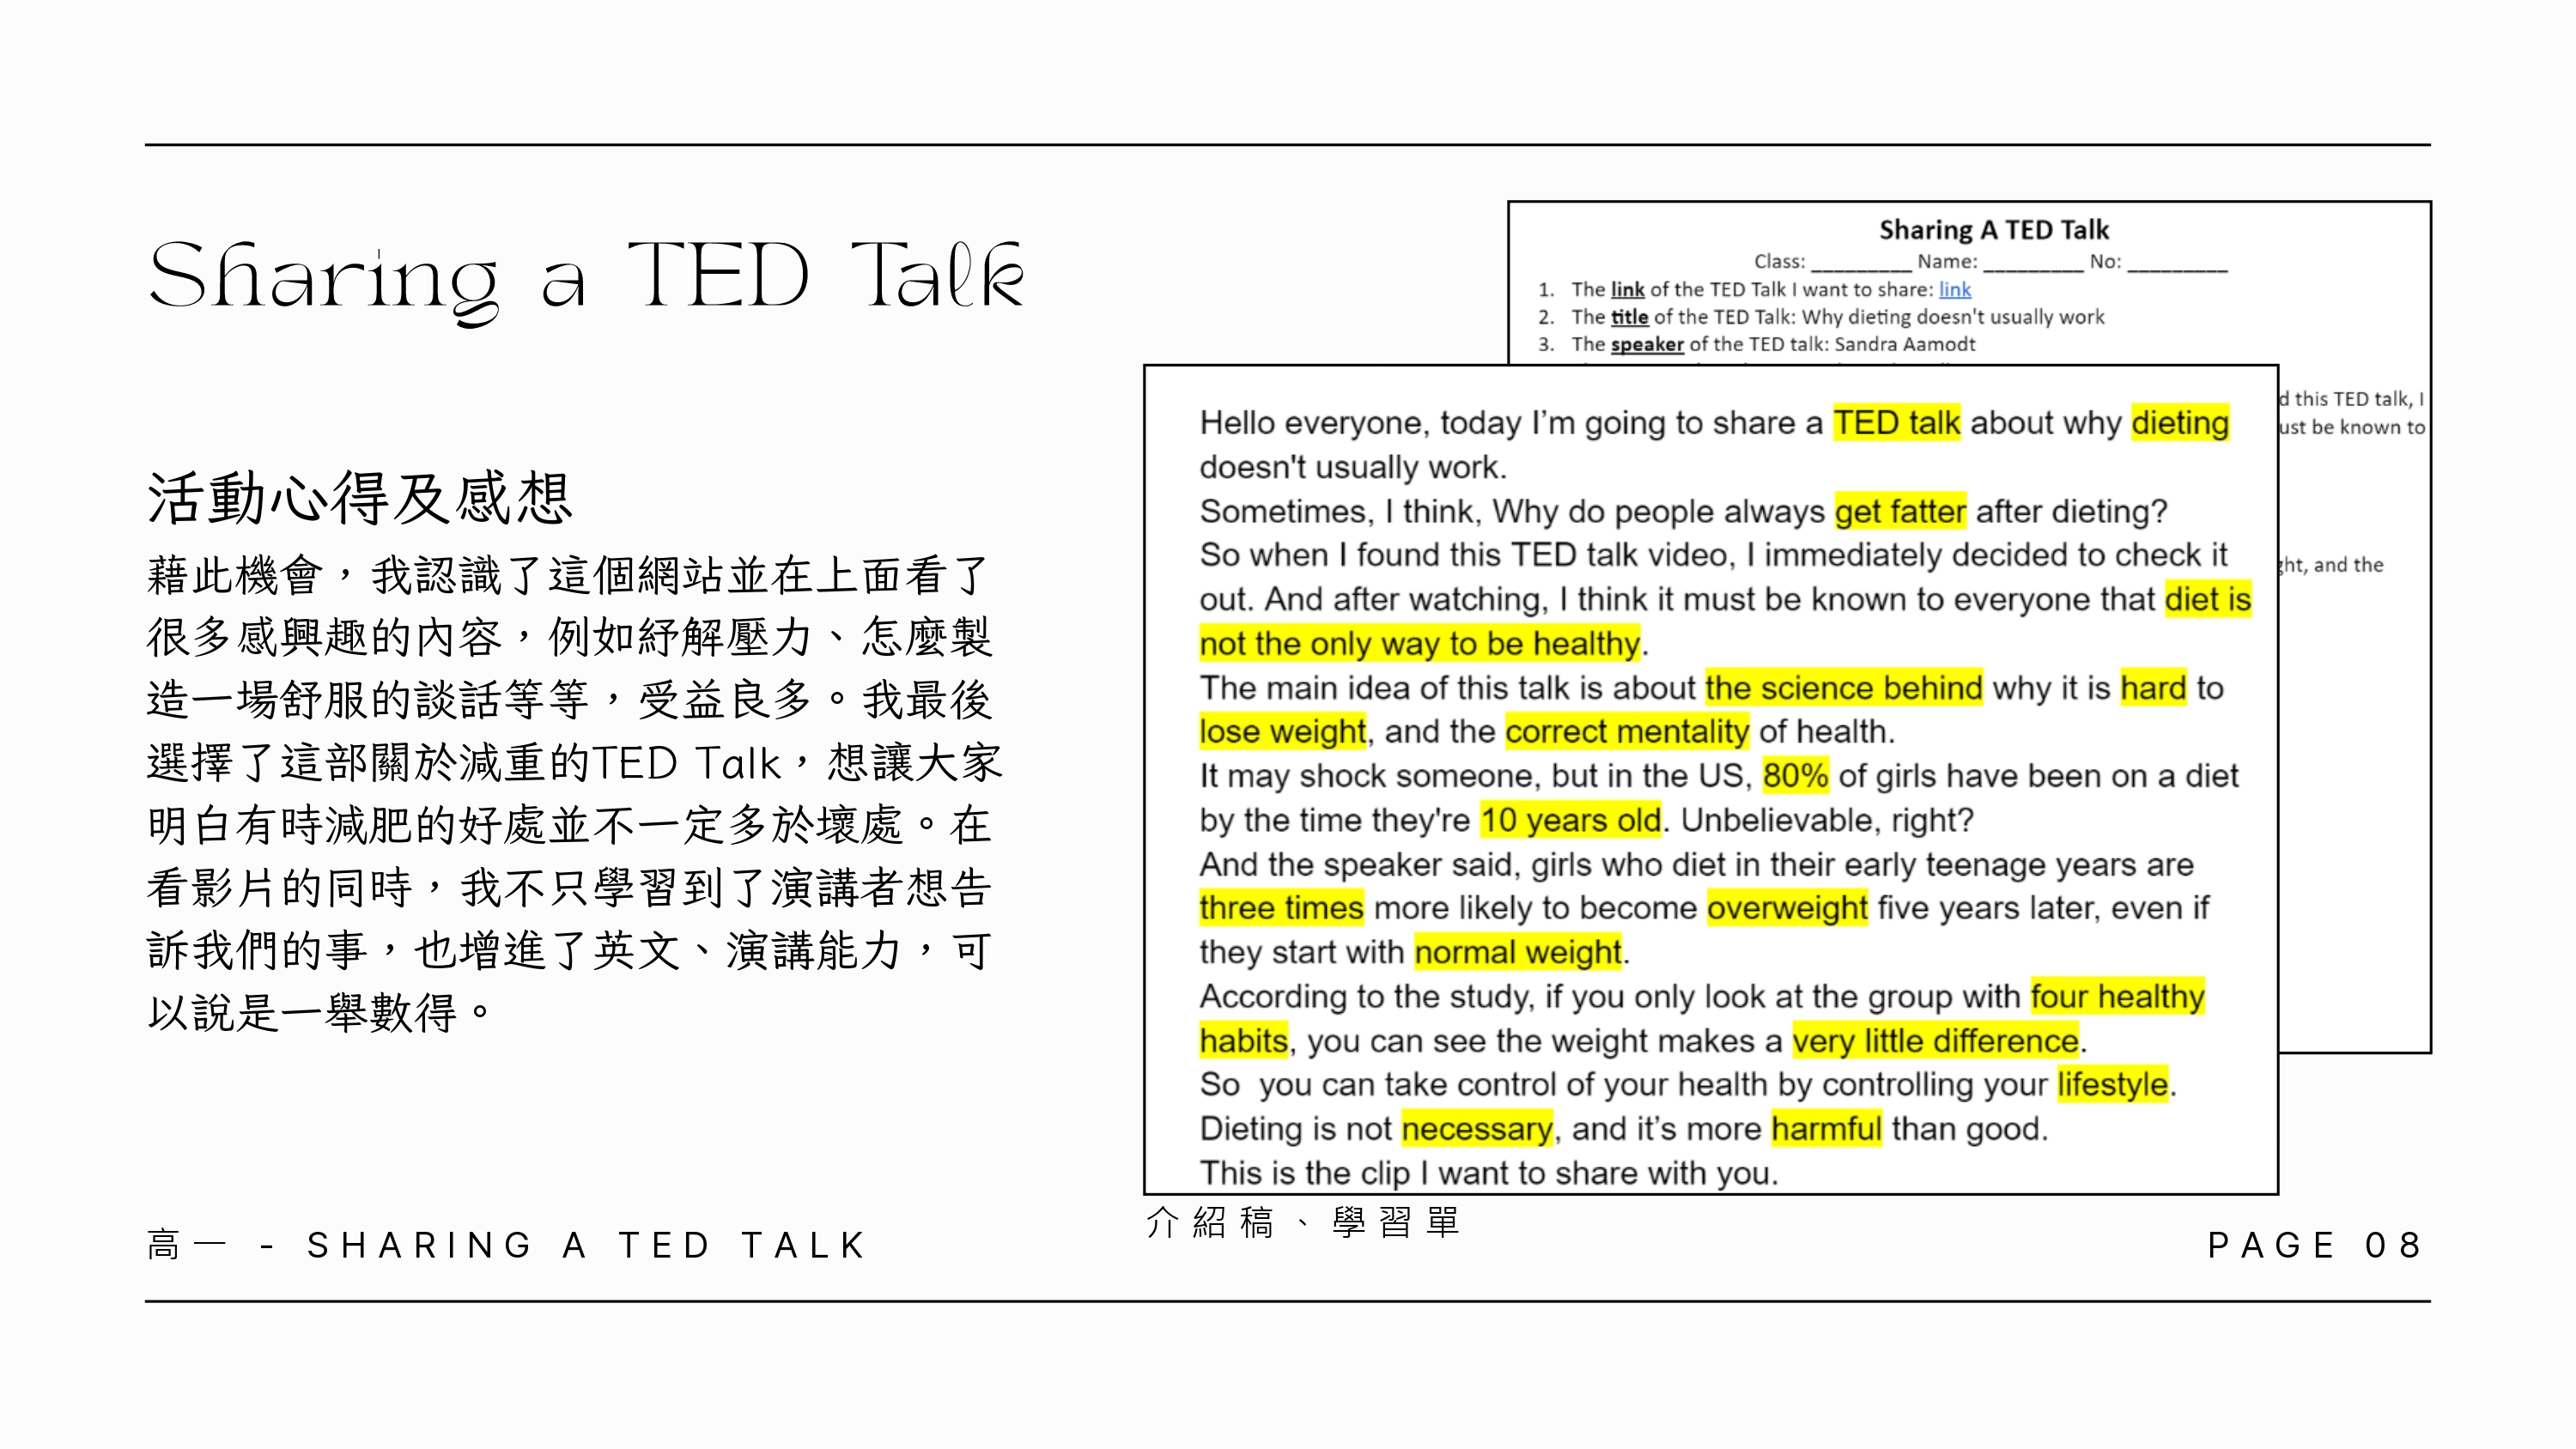 Sharing a TED Talk
活動心得及感想
藉此機會，我認識了這個網站並在上面看了
很多感興趣的內容，例如紓解壓力、怎麼製
造一場舒服的談話等等，受益良多。我最後
選擇了這部關於減重的TED Talk，想讓大家
明白有時減肥的好處並不一定多於壞處。在
看影片的同時，我不只學習到了演講者想告
訴我們的事，也增進了英文、演講能力，可
以說是一舉數得。
Sharing A TED Talk
Class: _________ Name: _________ No: _________
1. The link of the TED Talk I want to share: link
2. The title of the TED Talk: Why dieting doesn't usually work
3. The speaker of the TED talk: Sandra Aamodt
d this TED talk, I
ust be known to
ght, and the
Hello everyone, today I’m going to share a TED talk about why dieting
doesn't usually work.
Sometimes, I think, Why do people always get fatter after dieting?
So when I found this TED talk video, I immediately decided to check it
out. And after watching, I think it must be known to everyone that diet is
not the only way to be healthy.
The main idea of this talk is about the science behind why it is hard to
lose weight, and the correct mentality of health.
It may shock someone, but in the US, 80% of girls have been on a diet
by the time they're 10 years old. Unbelievable, right?
And the speaker said, girls who diet in their early teenage years are
three times more likely to become overweight five years later, even if
they start with normal weight.
According to the study, if you only look at the group with four healthy
habits, you can see the weight makes a very little difference.
So  you can take control of your health by controlling your lifestyle.
Dieting is not necessary, and it’s more harmful than good.
This is the clip I want to share with you.
介紹稿、學習單
高一 - SHARING A TED TALK
PAGE 08